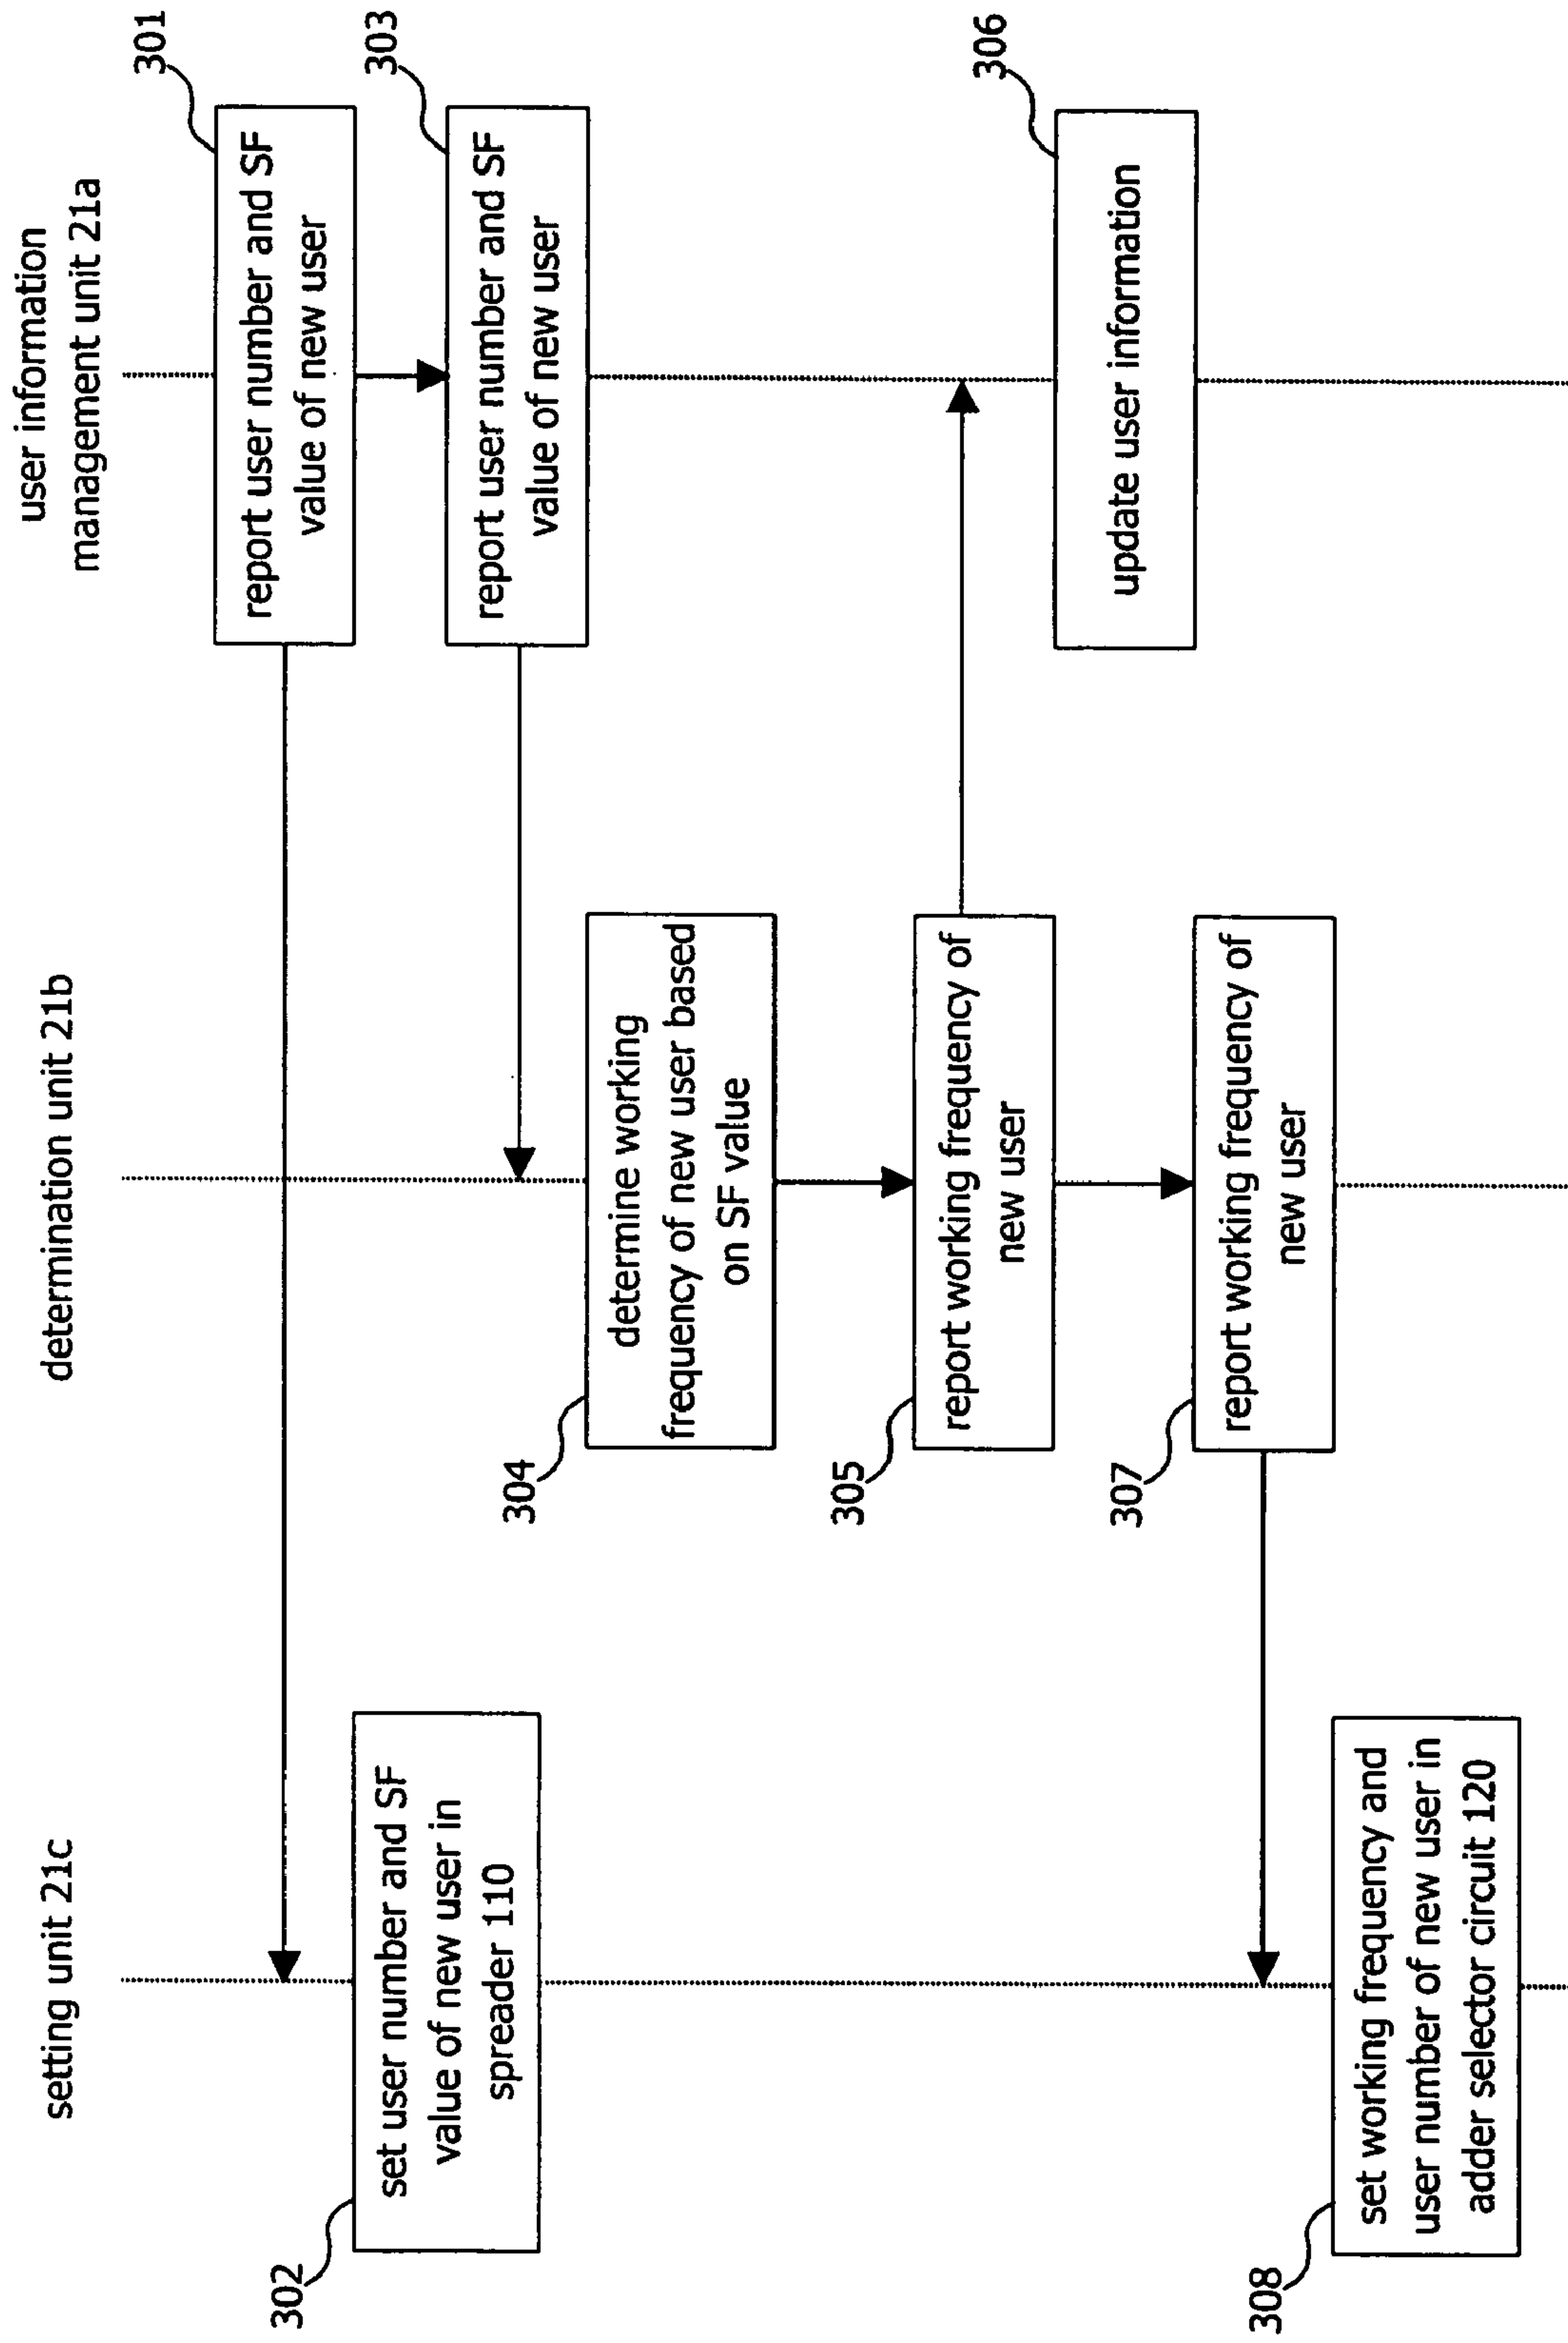 setting unit 21c
determination unit 21b
user information
management unit 21a
301
report user number and SF
value of new user
302
set user number and SF
value of new user in
spreader 110
303
report user number and SF
value of new user
304
determine working
frequency of new user based
on SF value
305
report working frequency of
new user
306
update user information
307
report working frequency of
new user
308
set working frequency and
user number of new user in
adder selector circuit 120